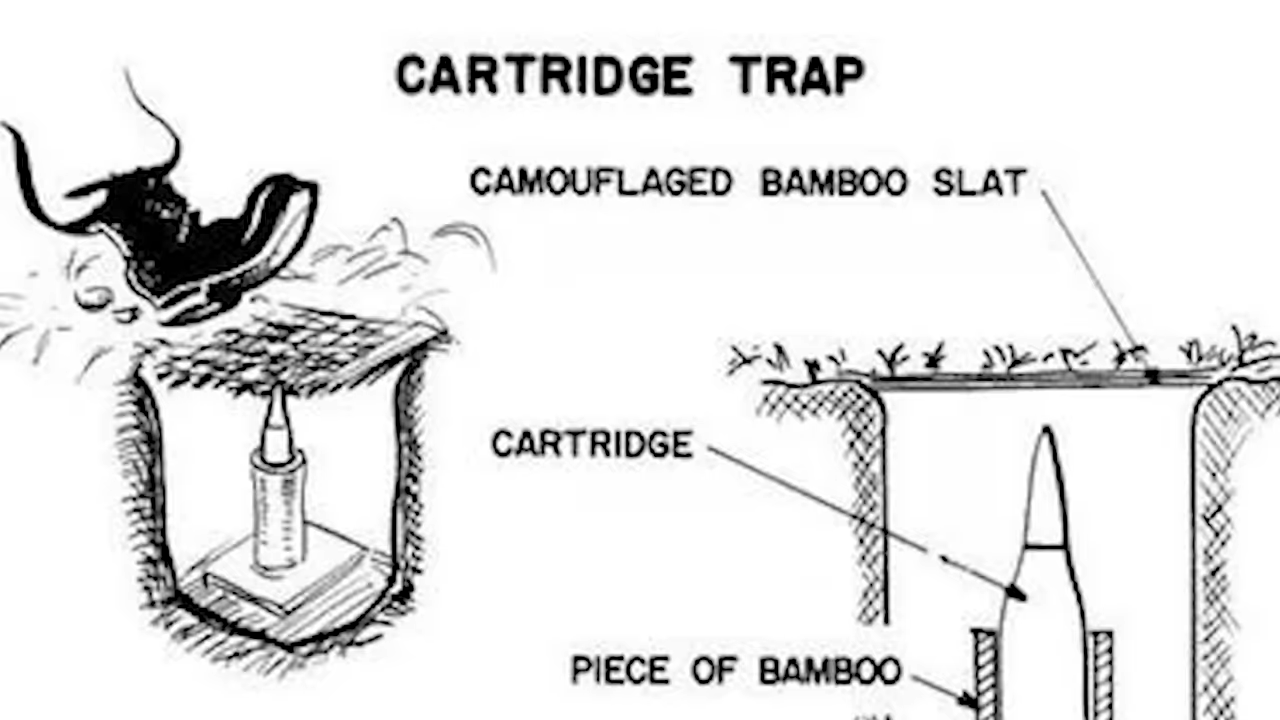 CARTRIDGE TRAP
CAMOUFLAGED BAMBOO SLAT
CARTRIDGE
PIECE OF BAMBOO